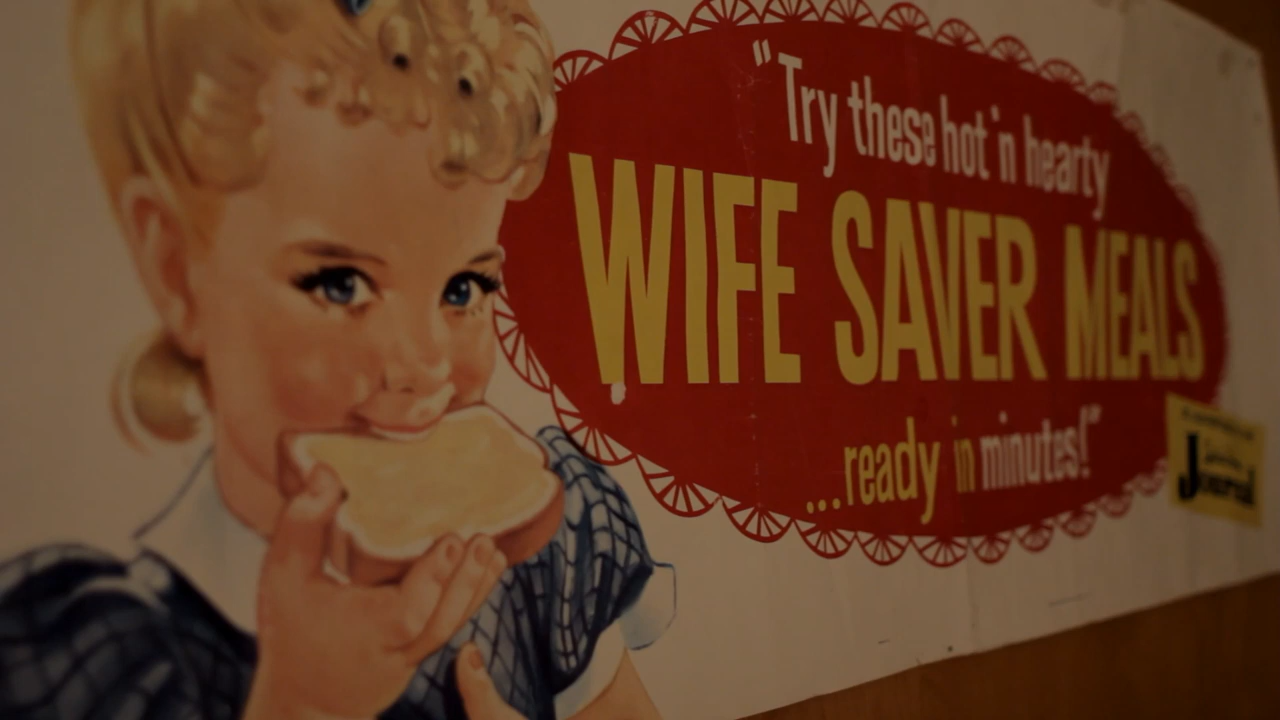 "Try these hot 'n hearty
WIFE SAVER MEALS
...ready in minutes!"
Journal